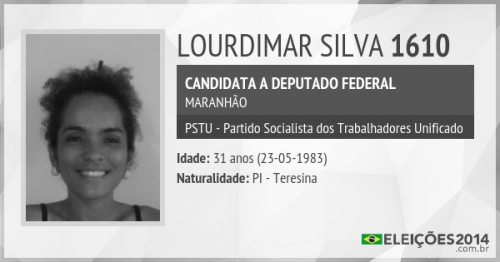 LOURDIMAR SILVA 1610
CANDIDATA A DEPUTADO FEDERAL
MARANHÃO
PSTU - Partido Socialista dos Trabalhadores Unificado
Idade: 31 anos (23-05-1983)
Naturalidade: PI - Teresina
ELEIÇÕES2014
.com.br